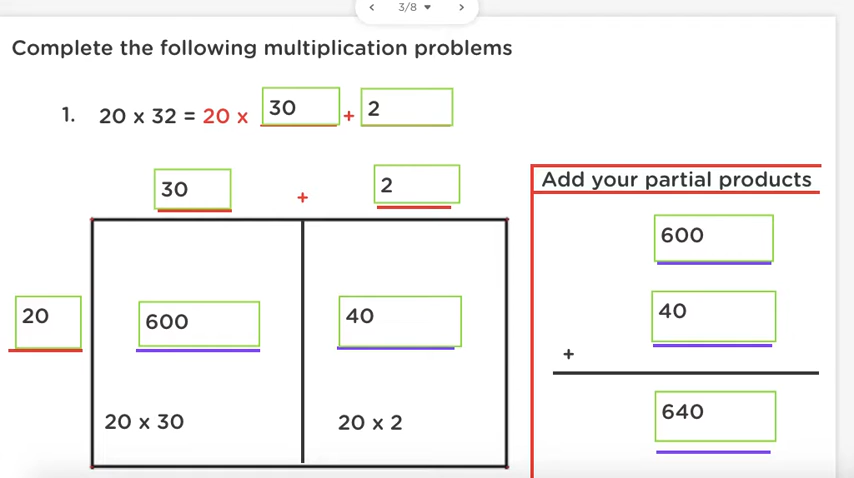 3/8
Complete the following multiplication problems
1. 20 x 32 = 20 x 30 + 2
30 + 2
Add your partial products
600
20 600 40
40
+
640
20 x 30 20 x 2